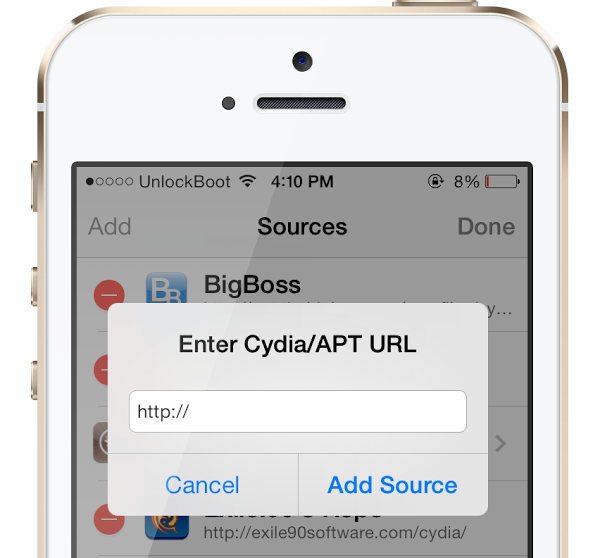 UnlockBoot 4:10 PM 8%
Add Sources Done
BB BigBoss
Enter Cydia/APT URL
http://
Cancel Add Source
http://exile90software.com/cydia/